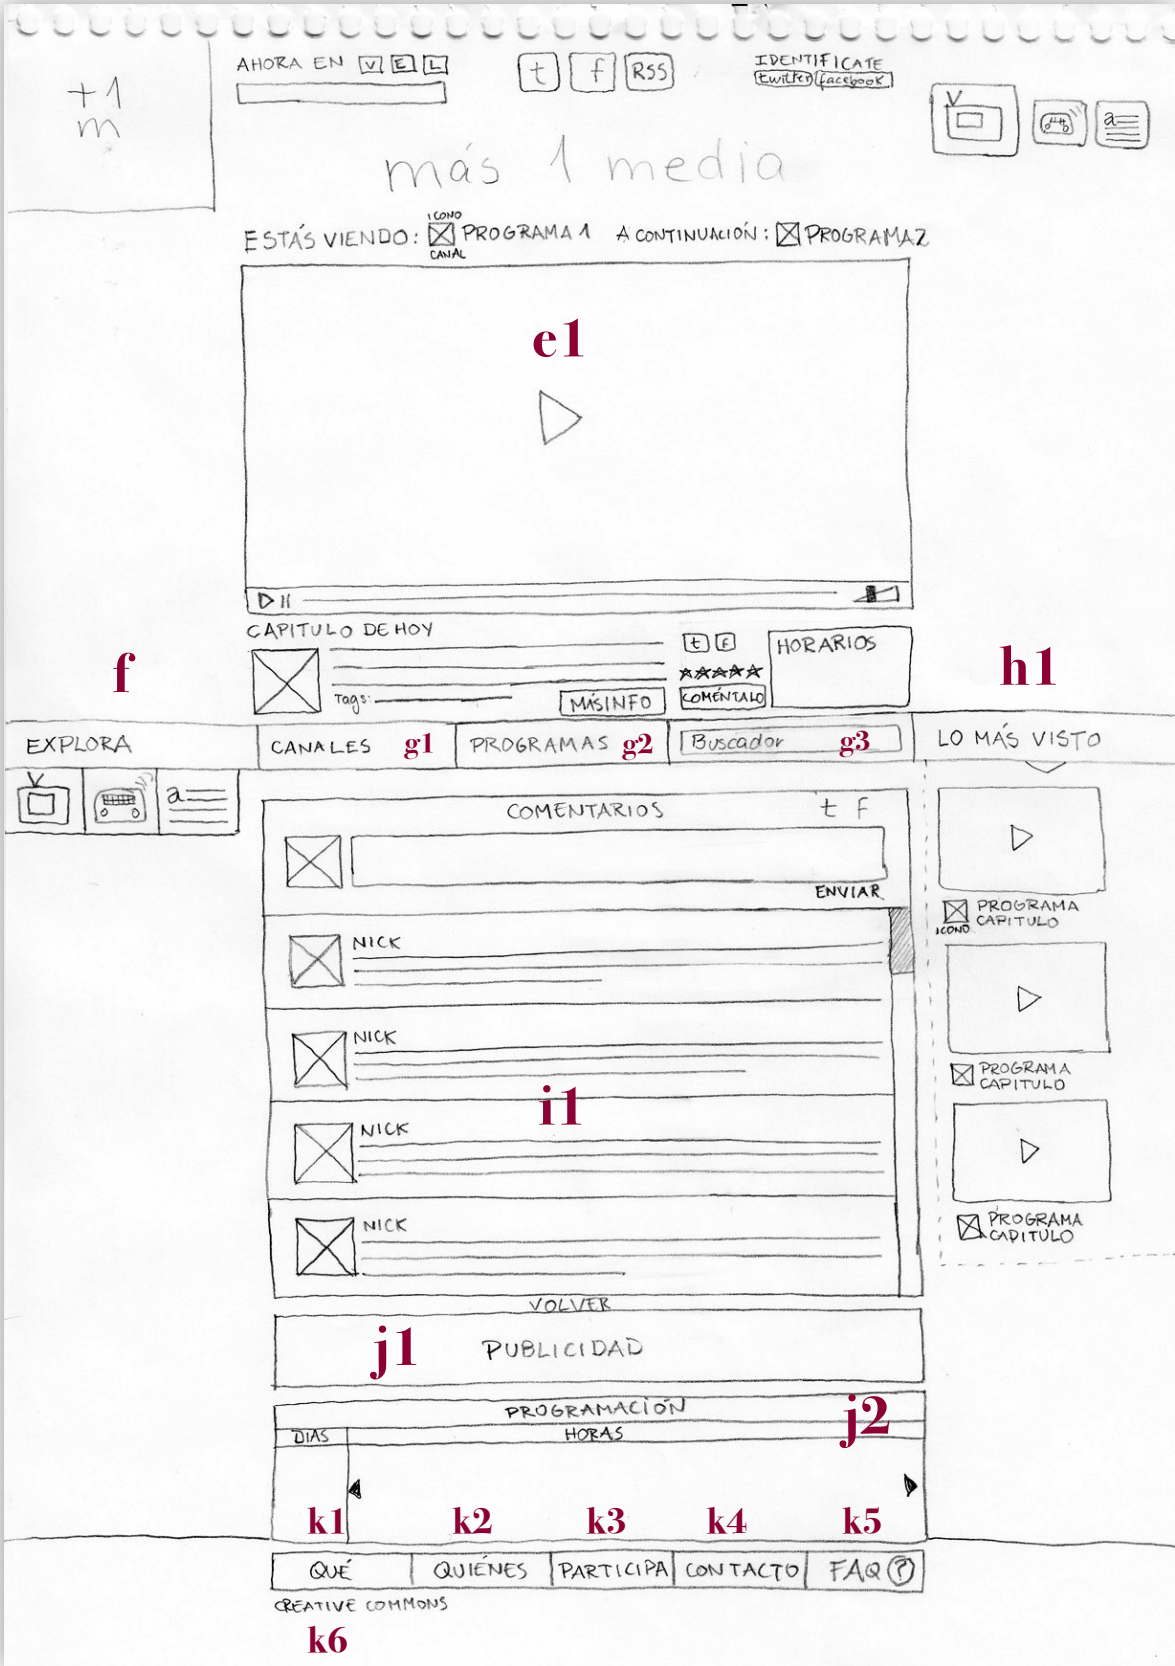 +1
m
AHORA EN V E L
t f RSS
IDENTIFICATE
twitter facebook
a
más 1 media
ICONO
ESTÁS VIENDO: PROGRAMA 1 A CONTINUACIÓN: PROGRAMA2
CANAL
e1
CAPITULO DE HOY
t F
HORARIOS
Tags:
MÁS INFO
COMÉNTALO
f
h1
EXPLORA
CANALES g1
PROGRAMAS g2
Buscador g3
LO MÁS VISTO
a
COMENTARIOS t f
ENVIAR
NICK
NICK
i1
NICK
NICK
VOLVER
PROGRAMA
CAPITULO
ICONO
PROGRAMA
CAPITULO
PROGRAMA
CAPITULO
j1 PUBLICIDAD
PROGRAMACIÓN j2
DIAS HORAS
k1 k2 k3 k4 k5
QUÉ QUIÉNES PARTICIPA CONTACTO FAQ ?
CREATIVE COMMONS
k6